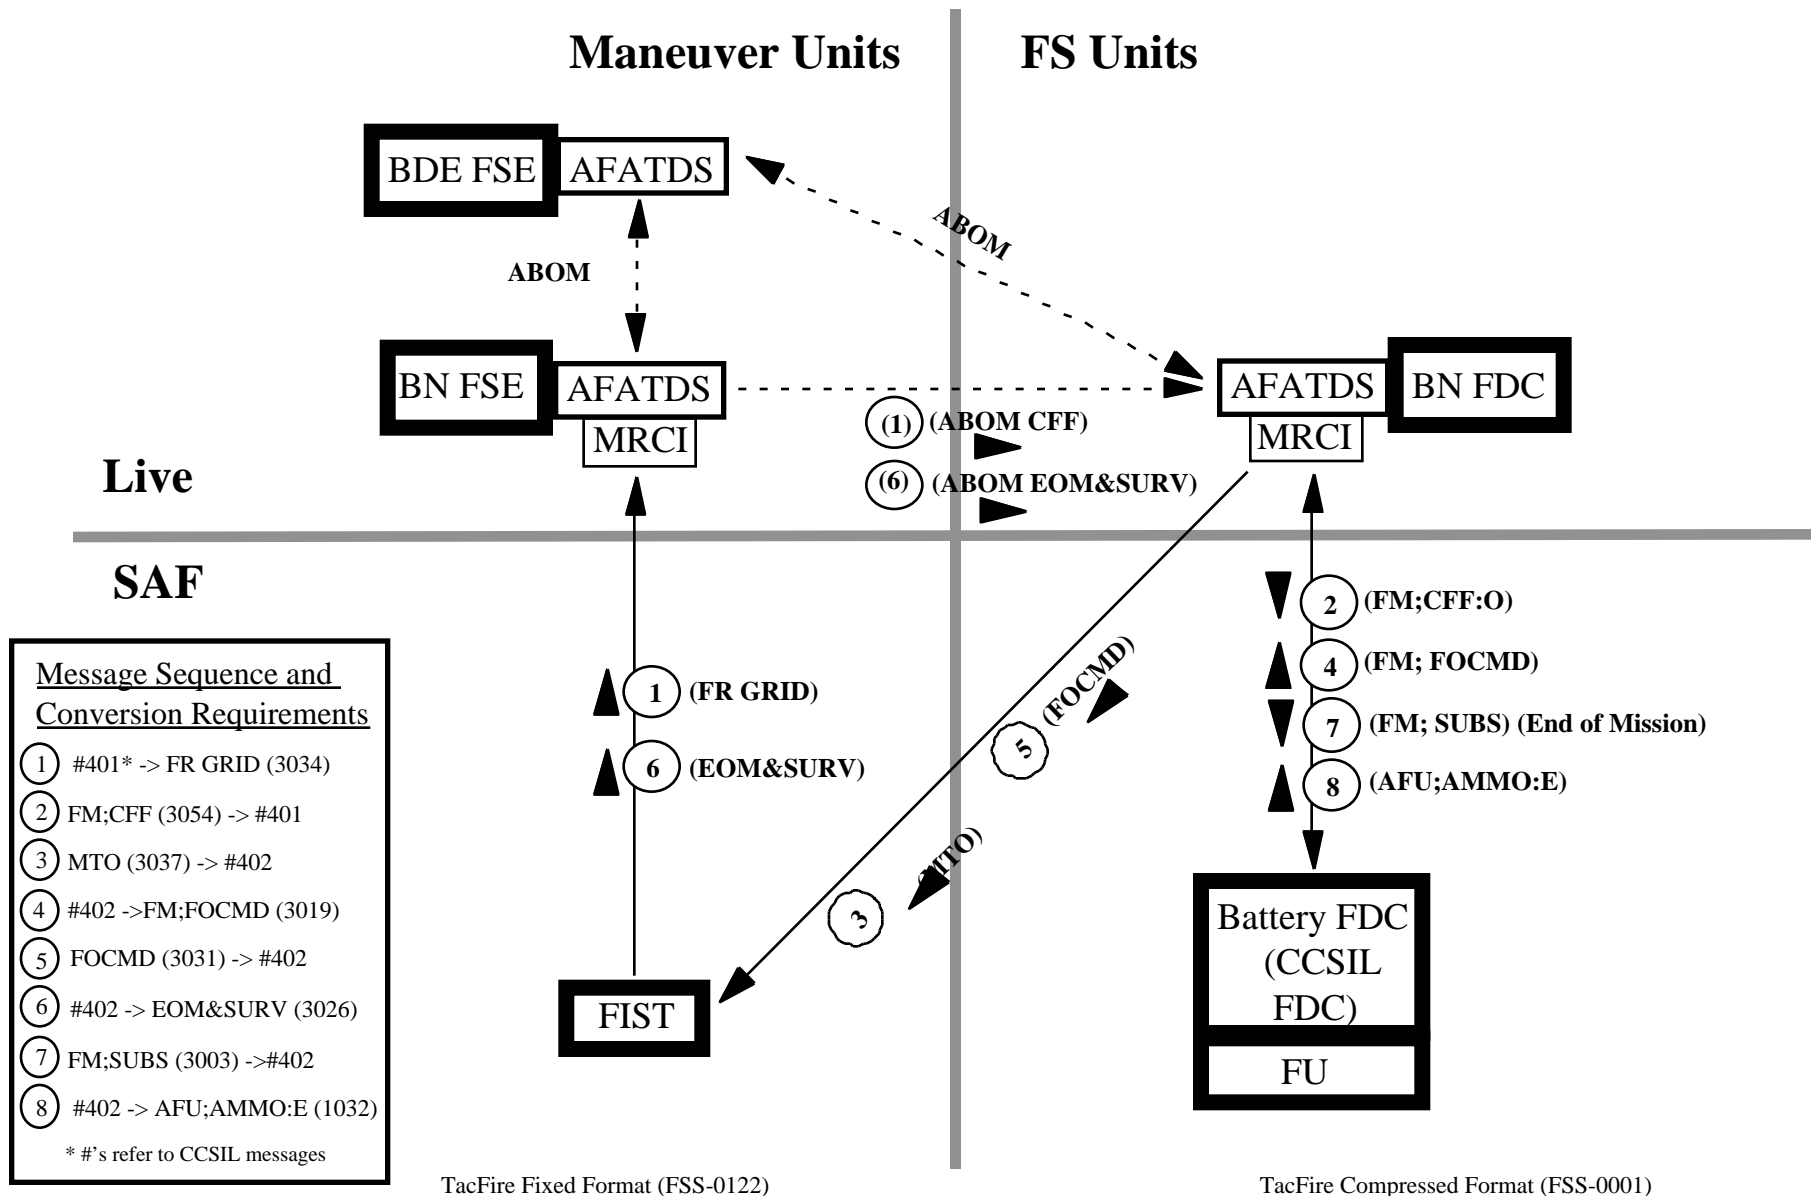 Maneuver Units
FS Units
BDE FSE
AFATDS
ABOM
ABOM
BN FSE
AFATDS
MRCI
AFATDS
BN FDC
MRCI
(1) (ABOM CFF)
(6) (ABOM EOM&SURV)
Live
SAF
2 (FM;CFF:O)
4 (FM; FOCMD)
7 (FM; SUBS) (End of Mission)
8 (AFU;AMMO:E)
1 (FR GRID)
6 (EOM&SURV)
5 (FOCMD)
3 (MTO)
Message Sequence and
Conversion Requirements
1 #401* -> FR GRID (3034)
2 FM;CFF (3054) -> #401
3 MTO (3037) -> #402
4 #402 ->FM;FOCMD (3019)
5 FOCMD (3031) -> #402
6 #402 -> EOM&SURV (3026)
7 FM;SUBS (3003) ->#402
8 #402 -> AFU;AMMO:E (1032)
* #'s refer to CCSIL messages
FIST
Battery FDC
(CCSIL
FDC)
FU
TacFire Fixed Format (FSS-0122)
TacFire Compressed Format (FSS-0001)